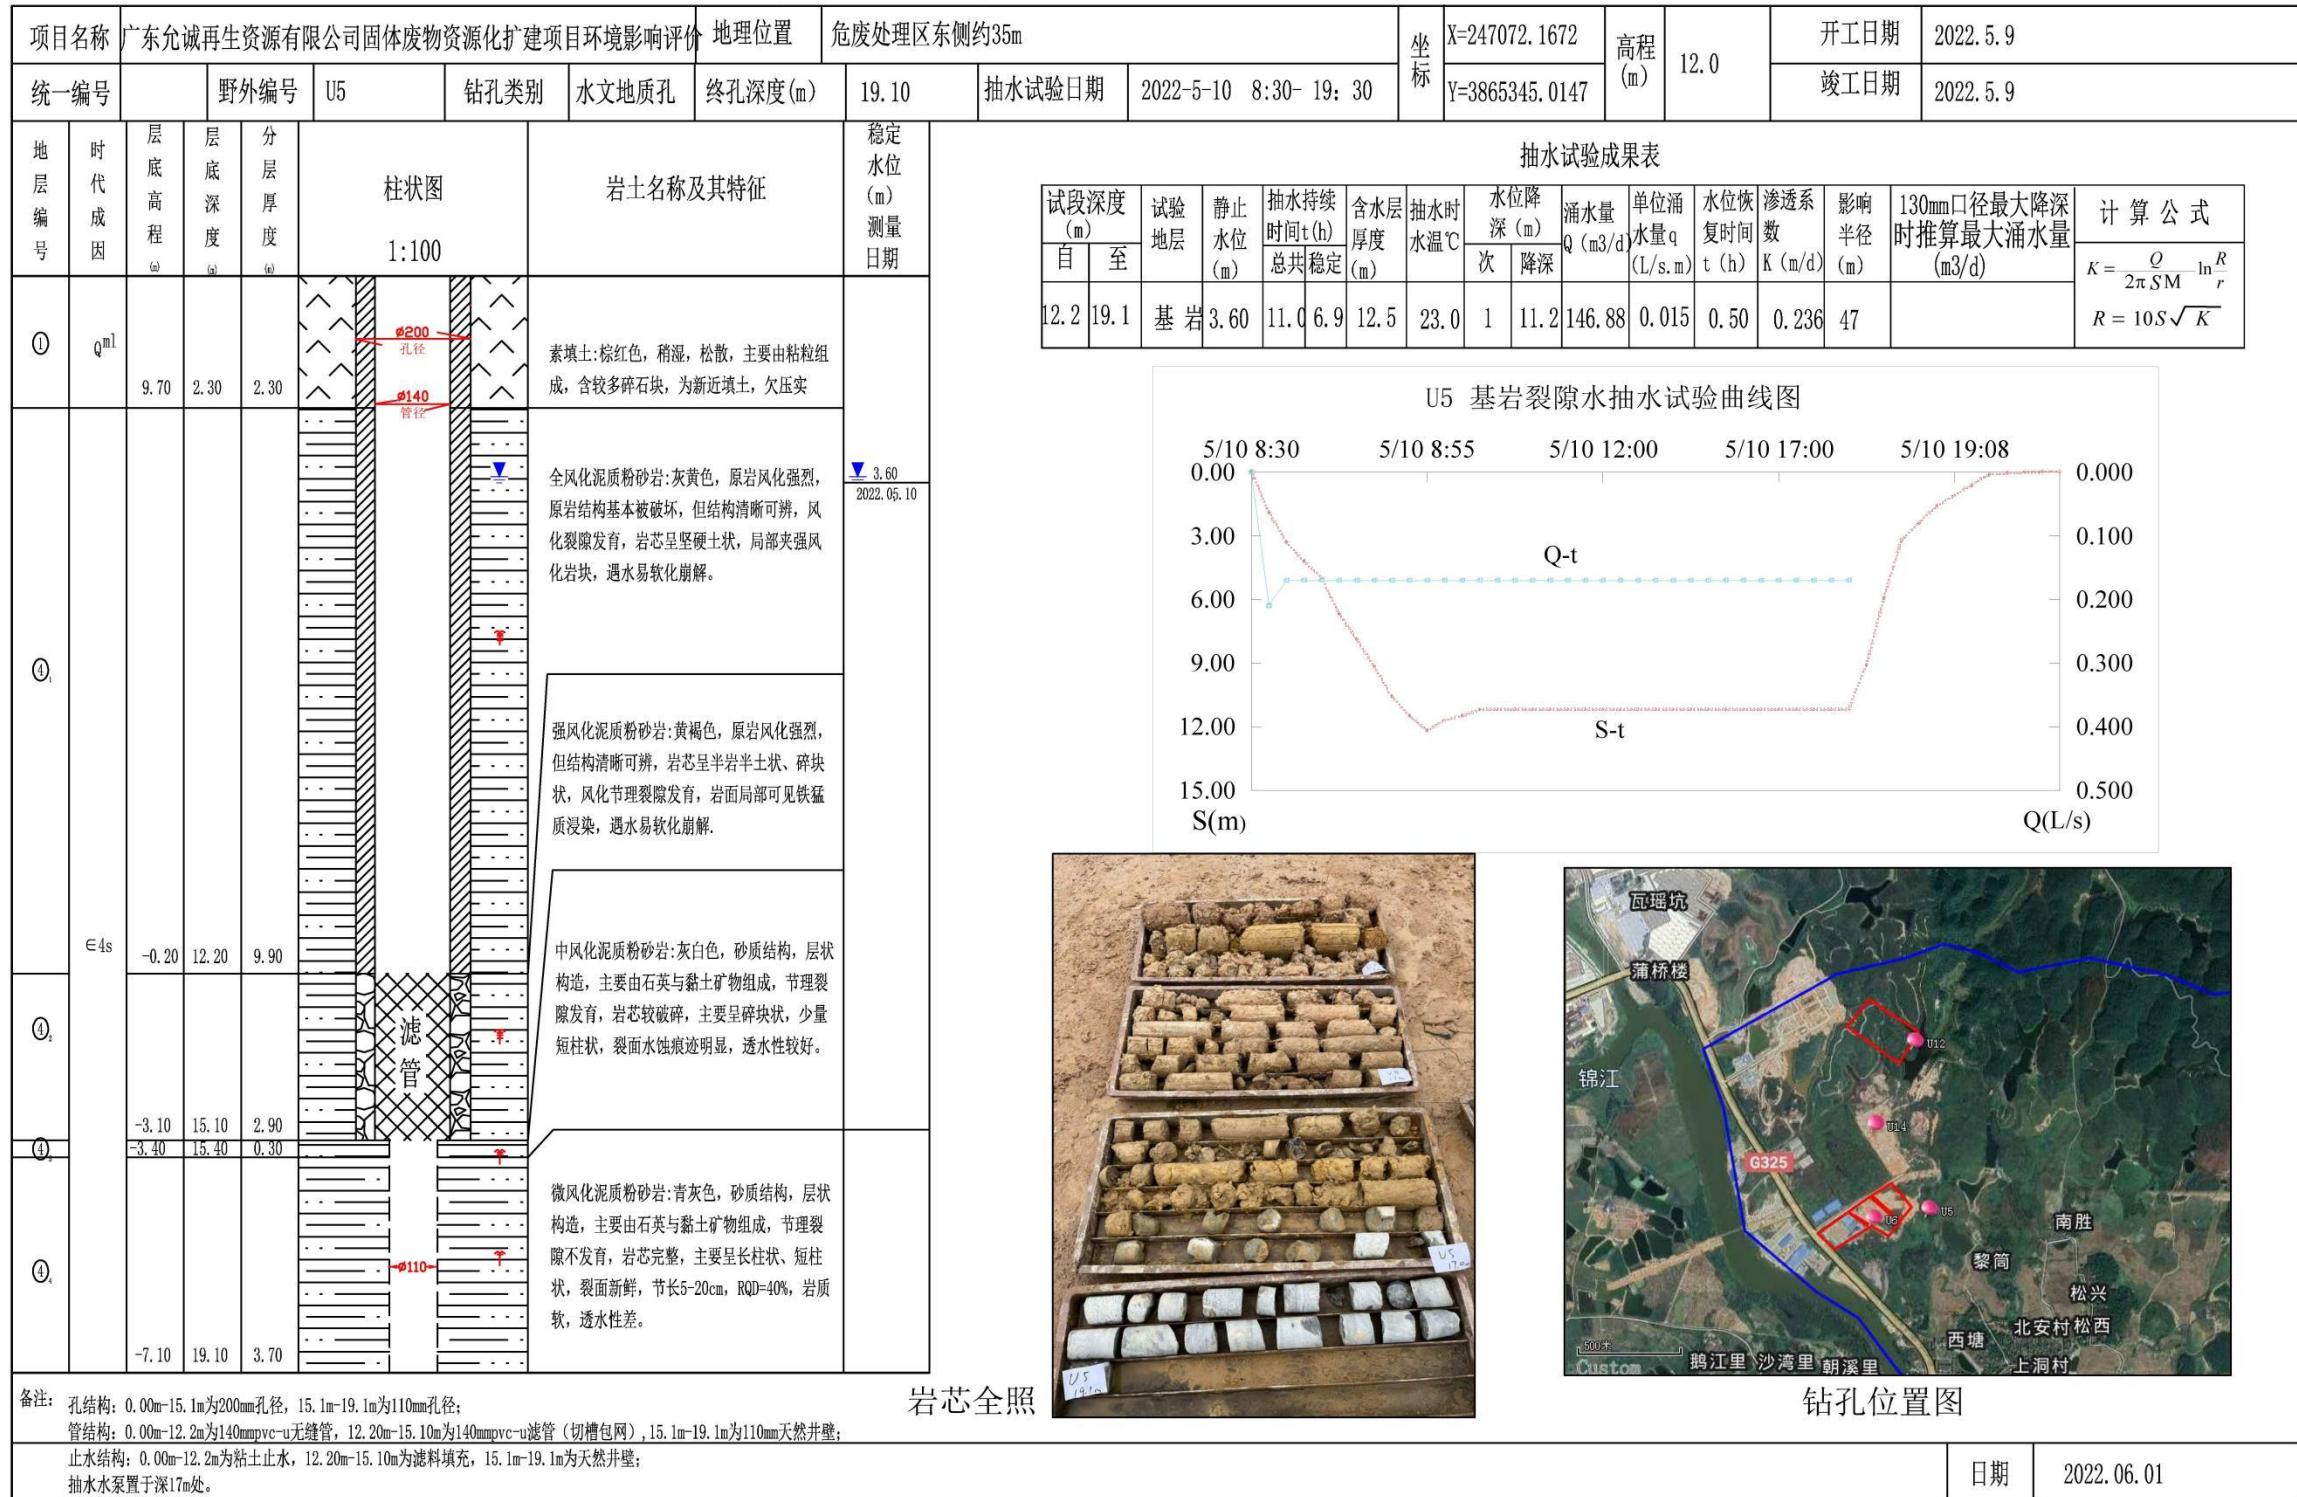 项目名称 广东允诚再生资源有限公司固体废物资源化扩建项目环境影响评价 地理位置 危废处理区东侧约35m 坐标 X=247072.1672 高程(m) 12.0 开工日期 2022.5.9
统一编号 野外编号 U5 钻孔类别 水文地质孔 终孔深度(m) 19.10 抽水试验日期 2022-5-10 8:30- 19：30 Y=3865345.0147 竣工日期 2022.5.9
地层编号 时代成因 层底高程(m) 层底深度(m) 分层厚度(m) 柱状图 1:100 岩土名称及其特征 稳定水位(m) 测量日期
① Q^ml 9.70 2.30 2.30
ø200
孔径
ø140
管径
素填土:棕红色，稍湿，松散，主要由粘粒组
成，含较多碎石块，为新近填土，欠压实
3.60
2022.05.10
④1 ∈4s -0.20 12.20 9.90
全风化泥质粉砂岩:灰黄色，原岩风化强烈，
原岩结构基本被破坏，但结构清晰可辨，风
化裂隙发育，岩芯呈坚硬土状，局部夹强风
化岩块，遇水易软化崩解。
④2 -3.10 15.10 2.90
强风化泥质粉砂岩:黄褐色，原岩风化强烈，
但结构清晰可辨，岩芯呈半岩半土状、碎块
状，风化节理裂隙发育，岩面局部可见铁猛
质浸染，遇水易软化崩解.
滤
管
④3 -3.40 15.40 0.30
中风化泥质粉砂岩:灰白色，砂质结构，层状
构造，主要由石英与黏土矿物组成，节理裂
隙发育，岩芯较破碎，主要呈碎块状，少量
短柱状，裂面水蚀痕迹明显，透水性较好。
④4 -7.10 19.10 3.70
ø110
微风化泥质粉砂岩:青灰色，砂质结构，层状
构造，主要由石英与黏土矿物组成，节理裂
隙不发育，岩芯完整，主要呈长柱状、短柱
状，裂面新鲜，节长5-20cm，RQD=40%，岩质
软，透水性差。
抽水试验成果表
试段深度(m) 自 至 试验地层 静止水位(m) 抽水持续时间t(h) 总共 稳定 含水层厚度(m) 抽水时水温℃ 水位降深(m) 次 降深 涌水量Q(m3/d) 单位涌水量q(L/s.m) 水位恢复时间t(h) 渗透系数K(m/d) 影响半径(m) 130mm口径最大降深时推算最大涌水量(m3/d) 计算公式
12.2 19.1 基岩 3.60 11.0 6.9 12.5 23.0 1 11.2 146.88 0.015 0.50 0.236 47
K = Q/(2π S M) ln R/r
R = 10S√K
U5 基岩裂隙水抽水试验曲线图
5/10 8:30 5/10 8:55 5/10 12:00 5/10 17:00 5/10 19:08
0.00 0.000
3.00 0.100
Q-t
6.00 0.200
9.00 0.300
12.00 0.400
S-t
15.00 0.500
S(m) Q(L/s)
U5
U5
19.1m
岩芯全照
瓦瑶坑
蒲桥楼
锦江
U12
U14
G325
U6
U5
南胜
黎筒
松兴
北安村
松西
西塘
上洞村
500米
Custom
鹅江里
沙湾里
朝溪里
钻孔位置图
备注: 孔结构: 0.00m-15.1m为200mm孔径，15.1m-19.1m为110mm孔径;
管结构: 0.00m-12.2m为140mmpvc-u无缝管，12.20m-15.10m为140mmpvc-u滤管（切槽包网）,15.1m-19.1m为110mm天然井壁;
止水结构: 0.00m-12.2m为粘土止水，12.20m-15.10m为滤料填充，15.1m-19.1m为天然井壁;
抽水水泵置于深17m处。
日期 2022.06.01